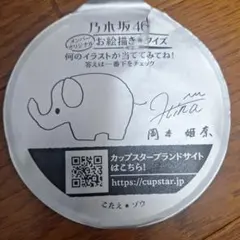 乃木坂46
メンバーオリジナル
お絵描きクイズ
何のイラストか当ててみてね!
答えは一番下をチェック
Hina
岡本 姫奈
カップスターブランドサイト
はこちら!
https://cupstar.jp
こたえ★ゾウ